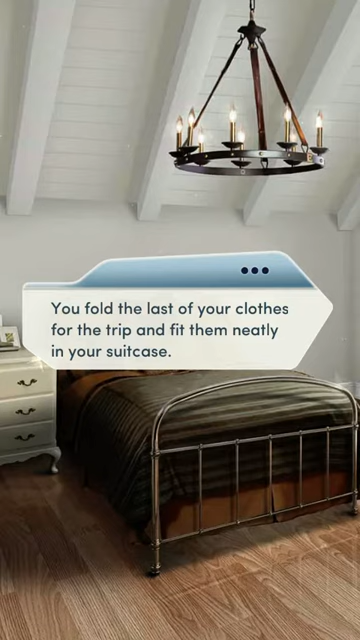 You fold the last of your clothes
for the trip and fit them neatly
in your suitcase.